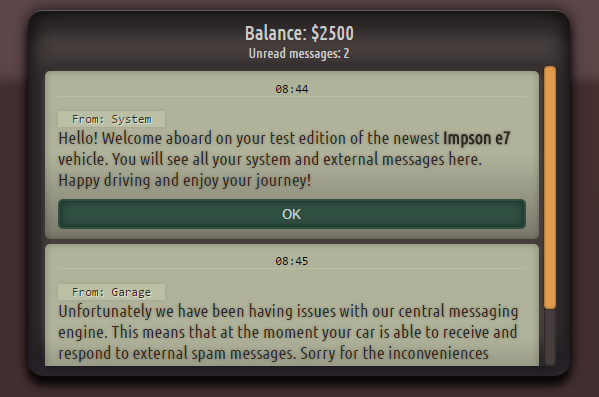 Balance: $2500
Unread messages: 2
08:44
From: System
Hello! Welcome aboard on your test edition of the newest Impson e7
vehicle. You will see all your system and external messages here.
Happy driving and enjoy your journey!
OK
08:45
From: Garage
Unfortunately we have been having issues with our central messaging
engine. This means that at the moment your car is able to receive and
respond to external spam messages. Sorry for the inconveniences